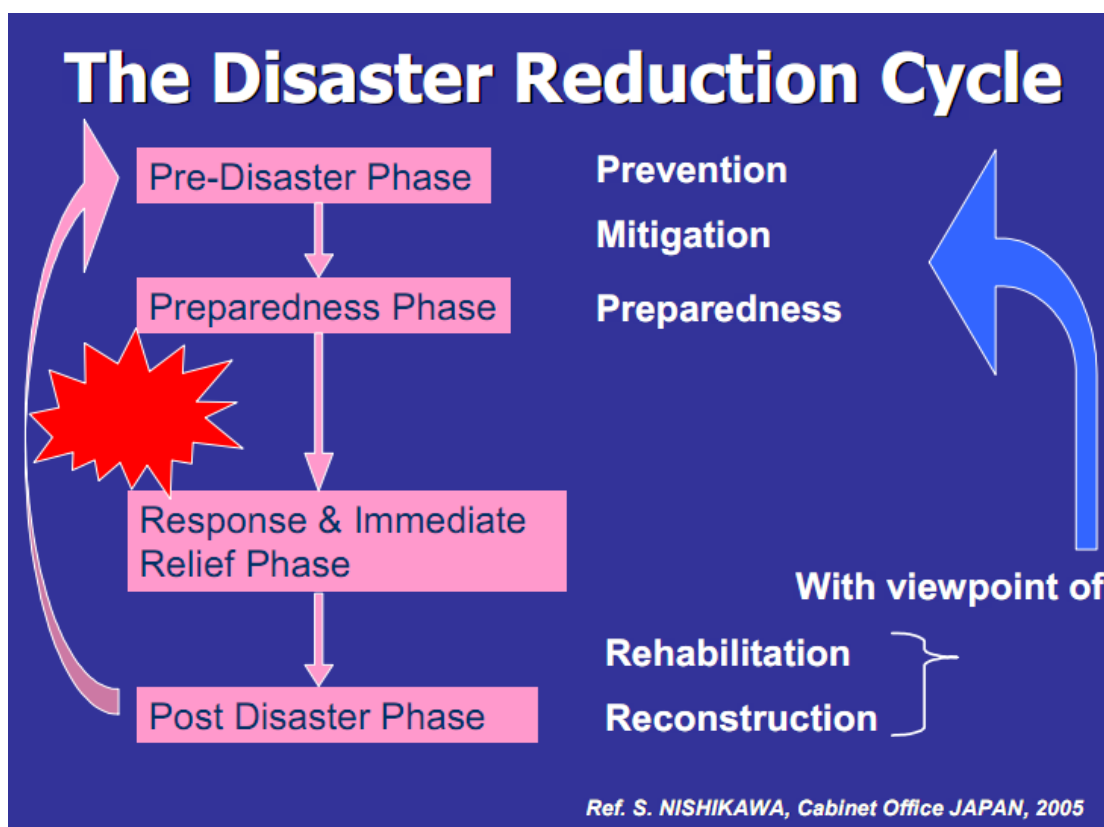 The Disaster Reduction Cycle
Pre-Disaster Phase
Prevention
Mitigation
Preparedness Phase
Preparedness
Response & Immediate
Relief Phase
With viewpoint of
Rehabilitation
Post Disaster Phase
Reconstruction
Ref. S. NISHIKAWA, Cabinet Office JAPAN, 2005